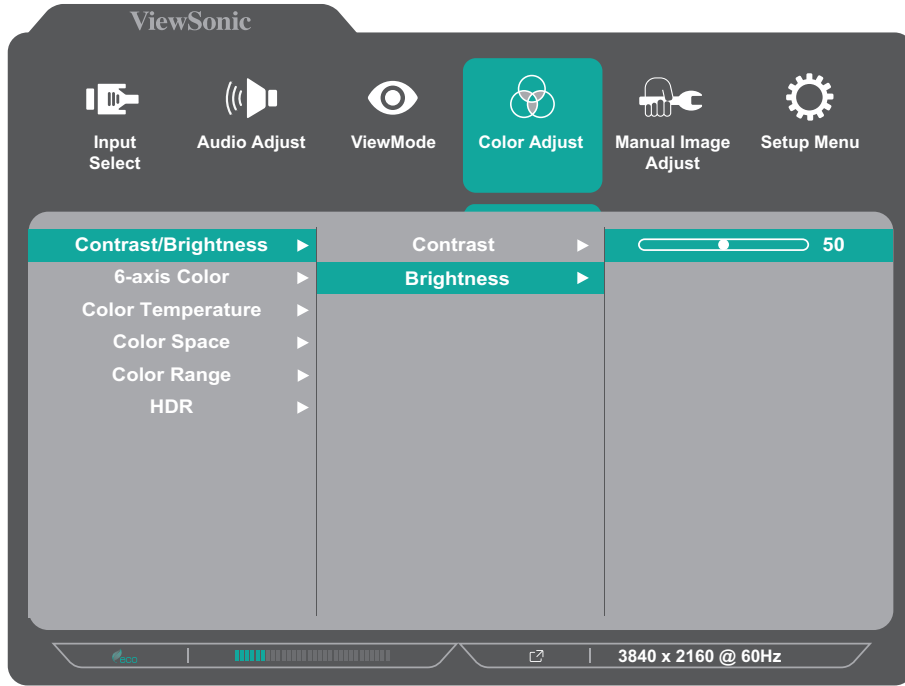 ViewSonic
Input Select
Audio Adjust
ViewMode
Color Adjust
Manual Image Adjust
Setup Menu
Contrast/Brightness
Contrast
50
6-axis Color
Brightness
Color Temperature
Color Space
Color Range
HDR
eco
3840 x 2160 @ 60Hz